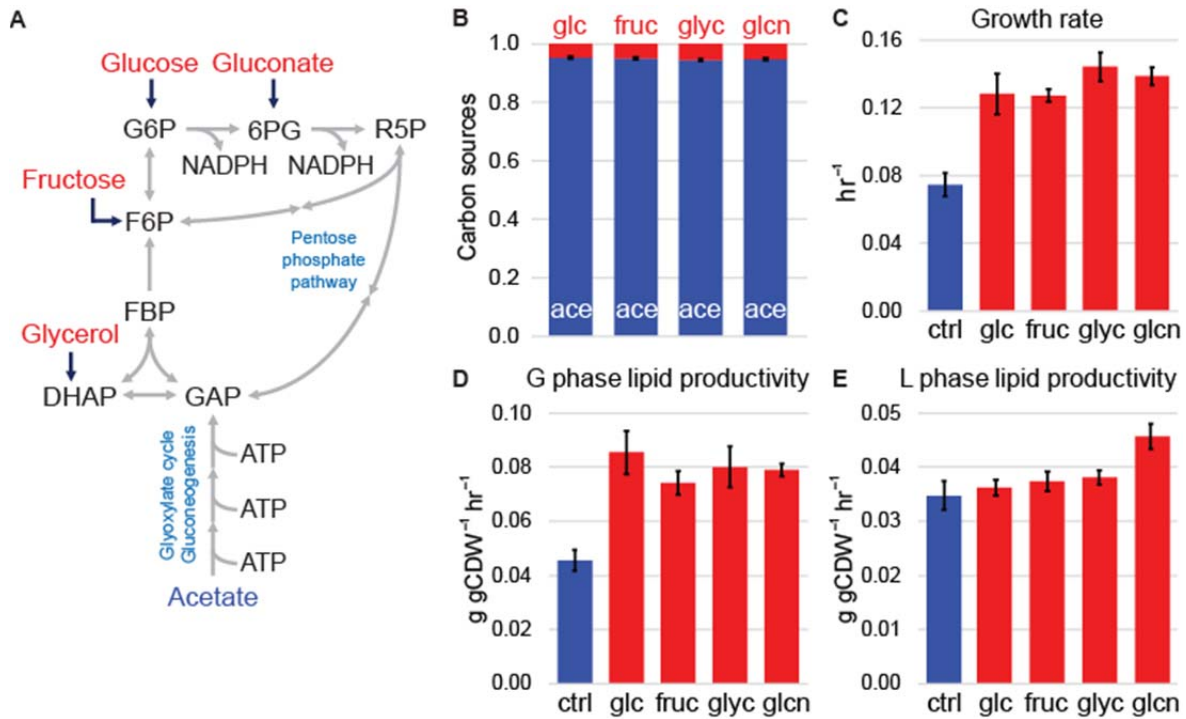 A
Glucose Gluconate
G6P 6PG R5P
NADPH NADPH
Fructose
F6P
Pentose
phosphate
pathway
FBP
Glycerol
DHAP GAP
Glyoxylate cycle
Gluconeogenesis
ATP
ATP
ATP
Acetate
B
glc fruc glyc glcn
Carbon sources
1.0
0.8
0.6
0.4
0.2
0.0
ace ace ace ace
C Growth rate
hr⁻¹
0.16
0.12
0.08
0.04
0.00
ctrl glc fruc glyc glcn
D G phase lipid productivity
g gCDW⁻¹ hr⁻¹
0.10
0.08
0.06
0.04
0.02
0.00
ctrl glc fruc glyc glcn
E L phase lipid productivity
g gCDW⁻¹ hr⁻¹
0.05
0.04
0.03
0.02
0.01
0.00
ctrl glc fruc glyc glcn